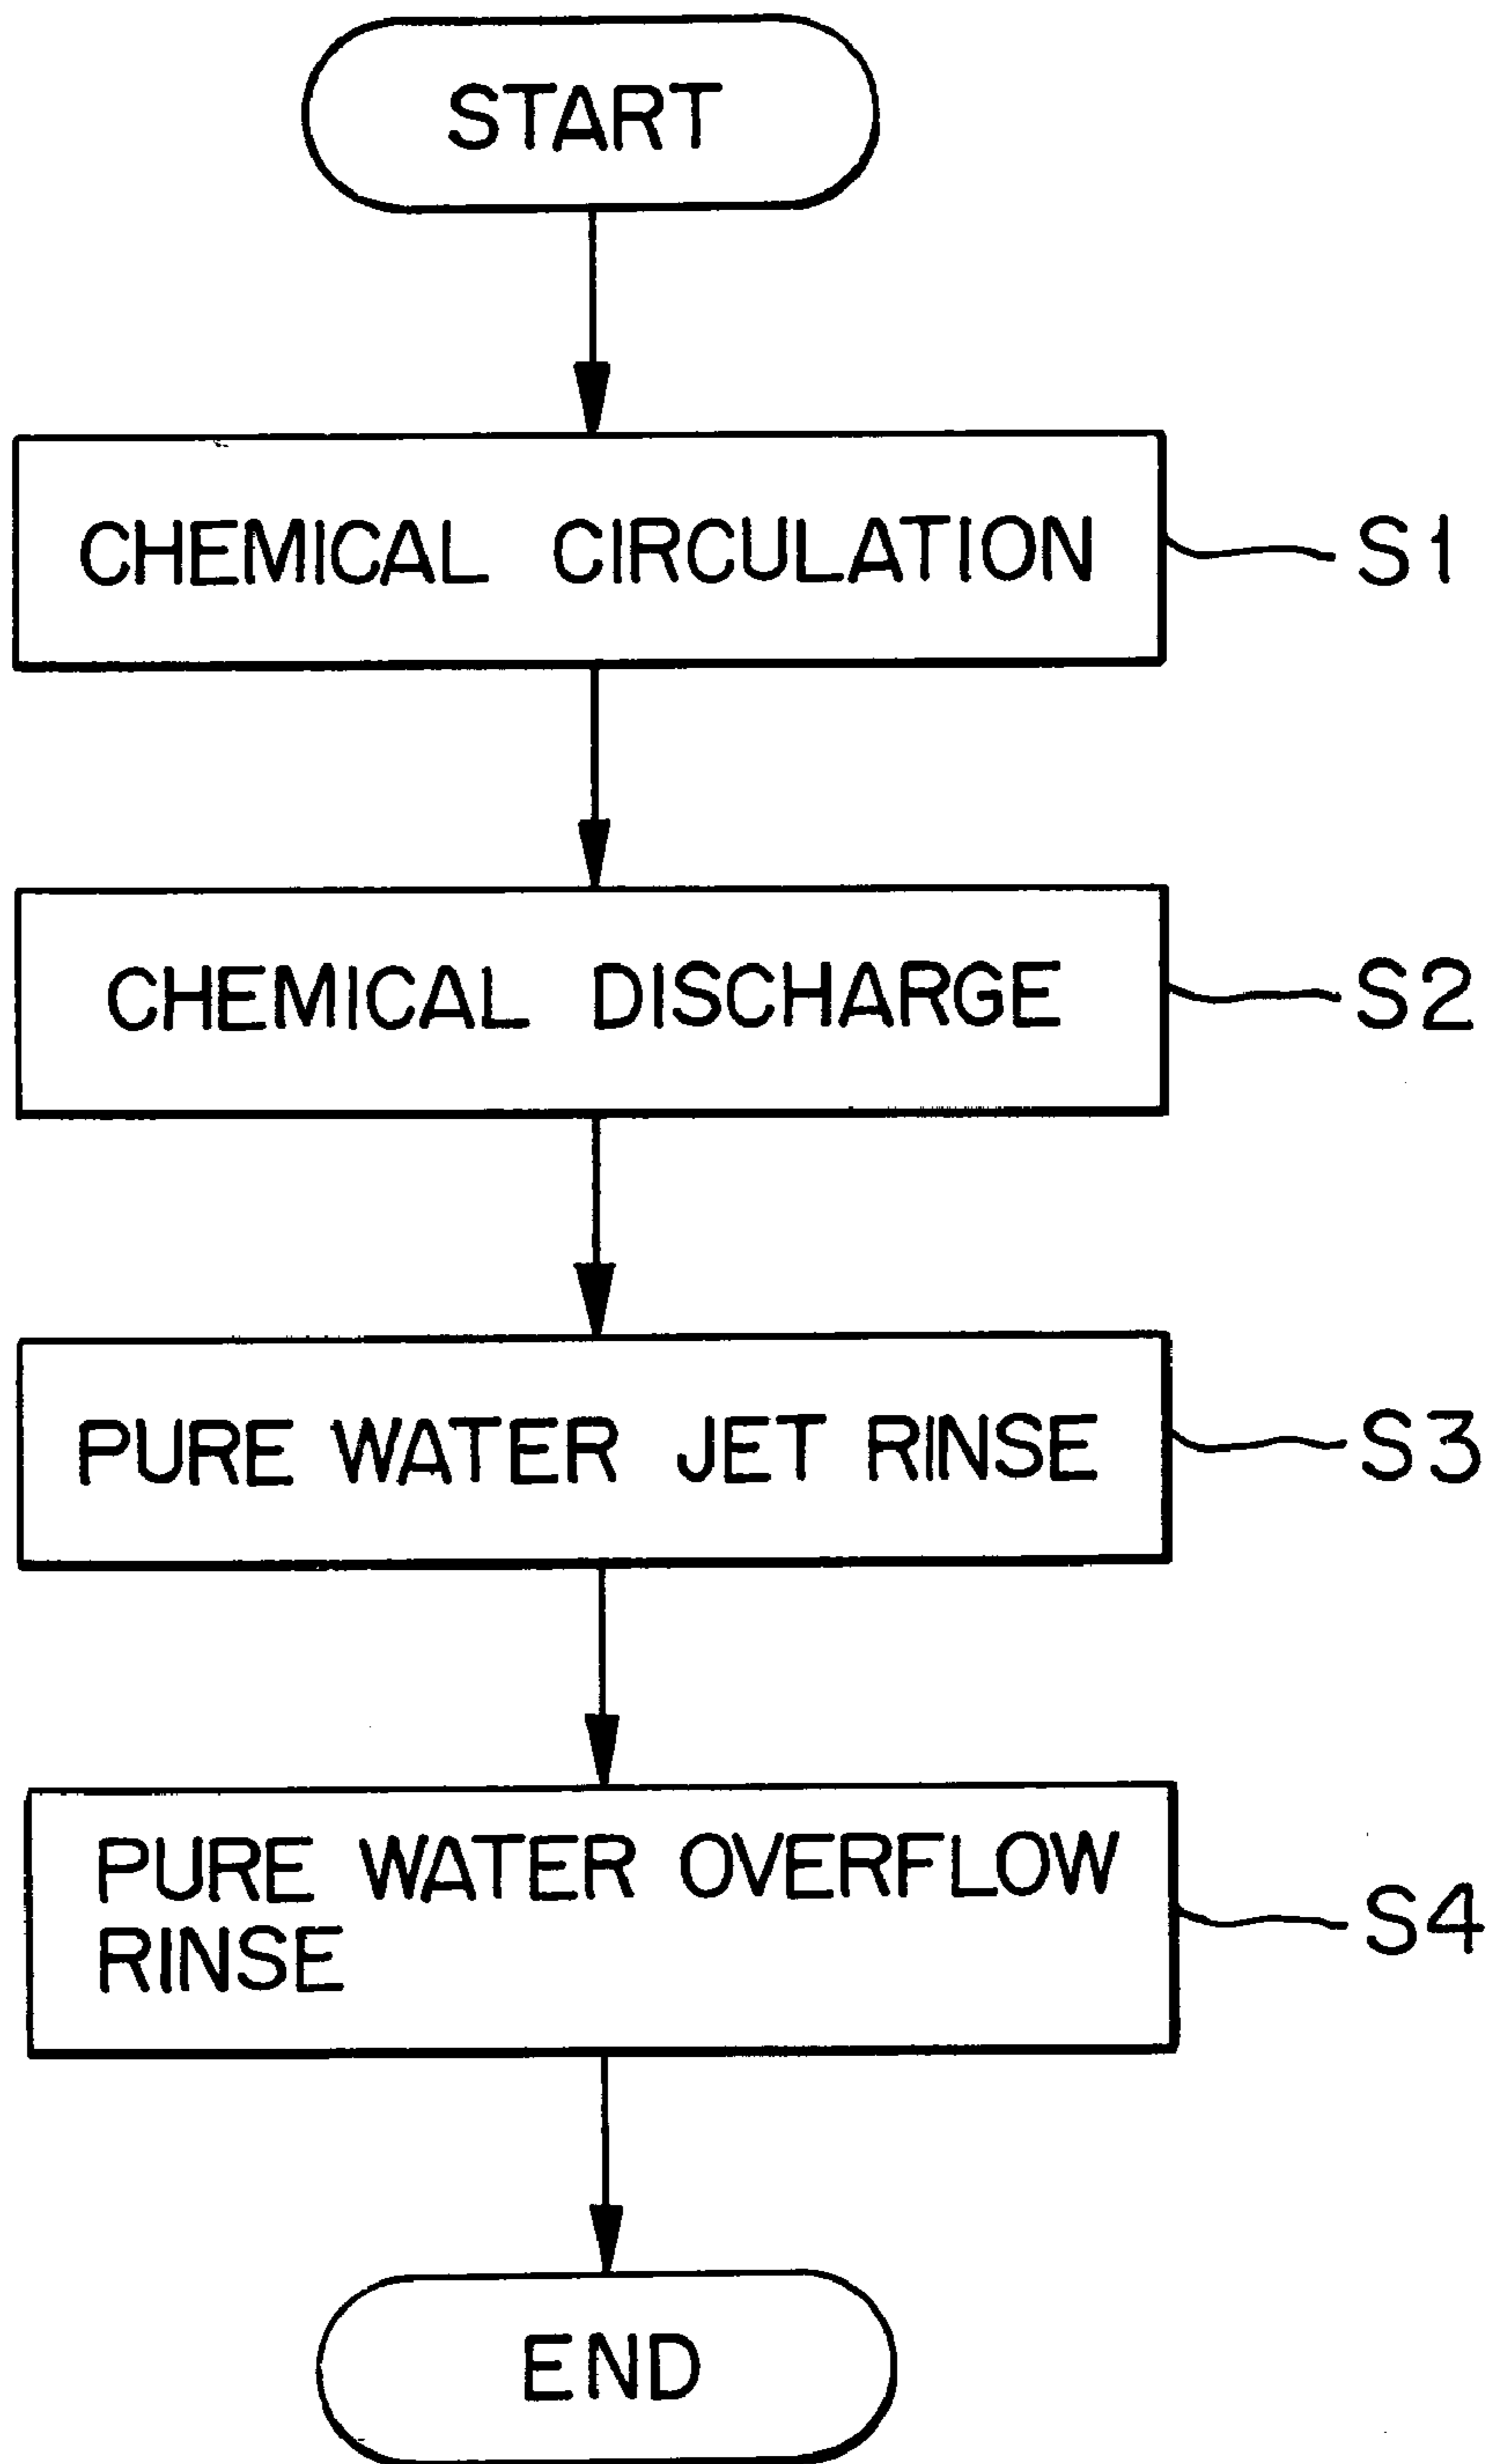 START
CHEMICAL CIRCULATION S1
CHEMICAL DISCHARGE S2
PURE WATER JET RINSE S3
PURE WATER OVERFLOW
RINSE
S4
END